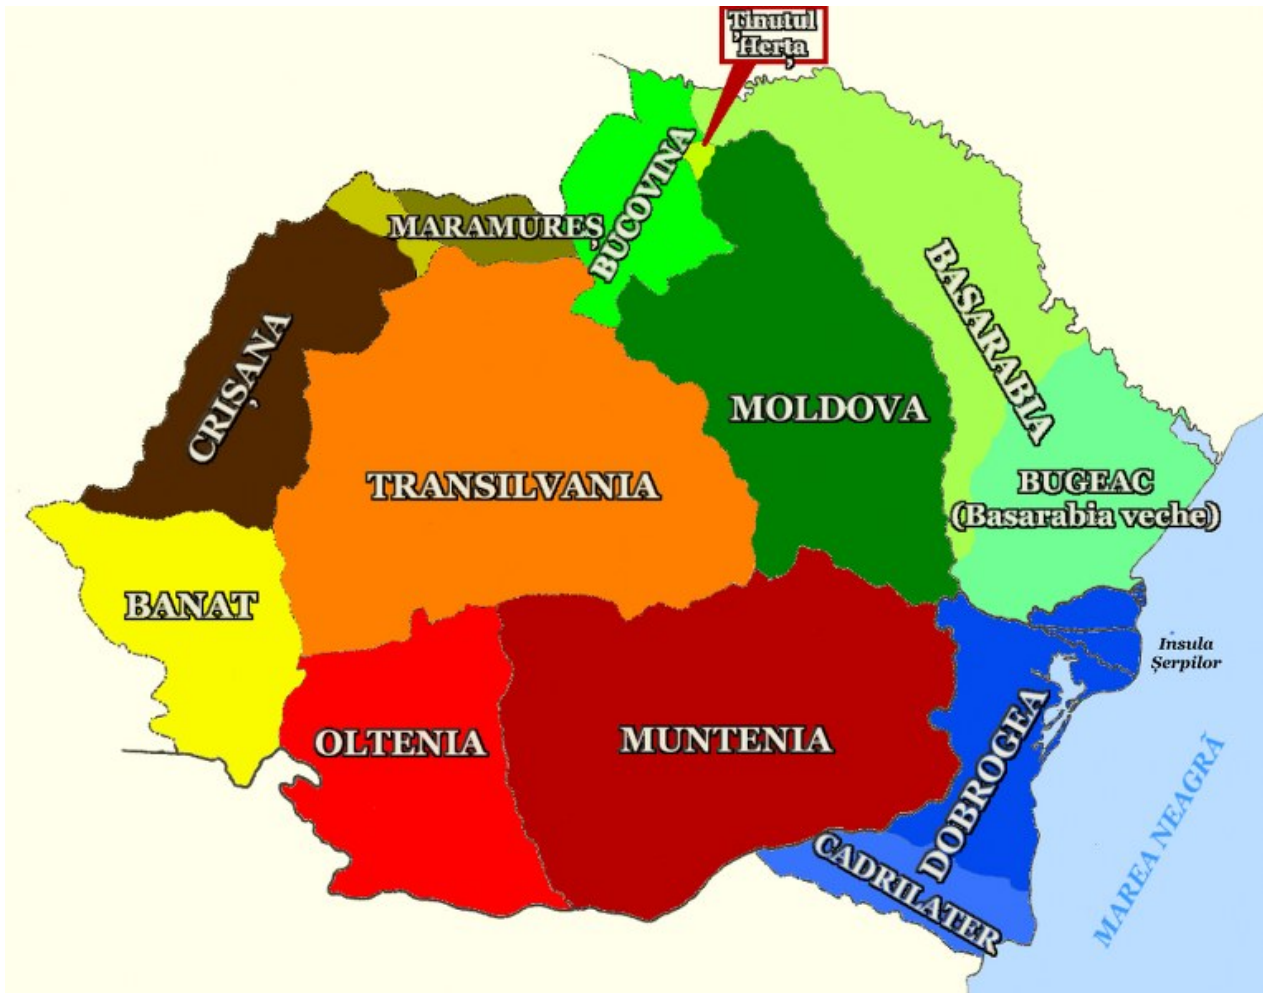 Ținutul
Herța
BUCOVINA
MARAMUREȘ
BASARABIA
CRIȘANA
MOLDOVA
TRANSILVANIA
BUGEAC
(Basarabia veche)
BANAT
Insula
Șerpilor
OLTENIA
MUNTENIA
DOBROGEA
CADRILATER
MAREA NEAGRĂ